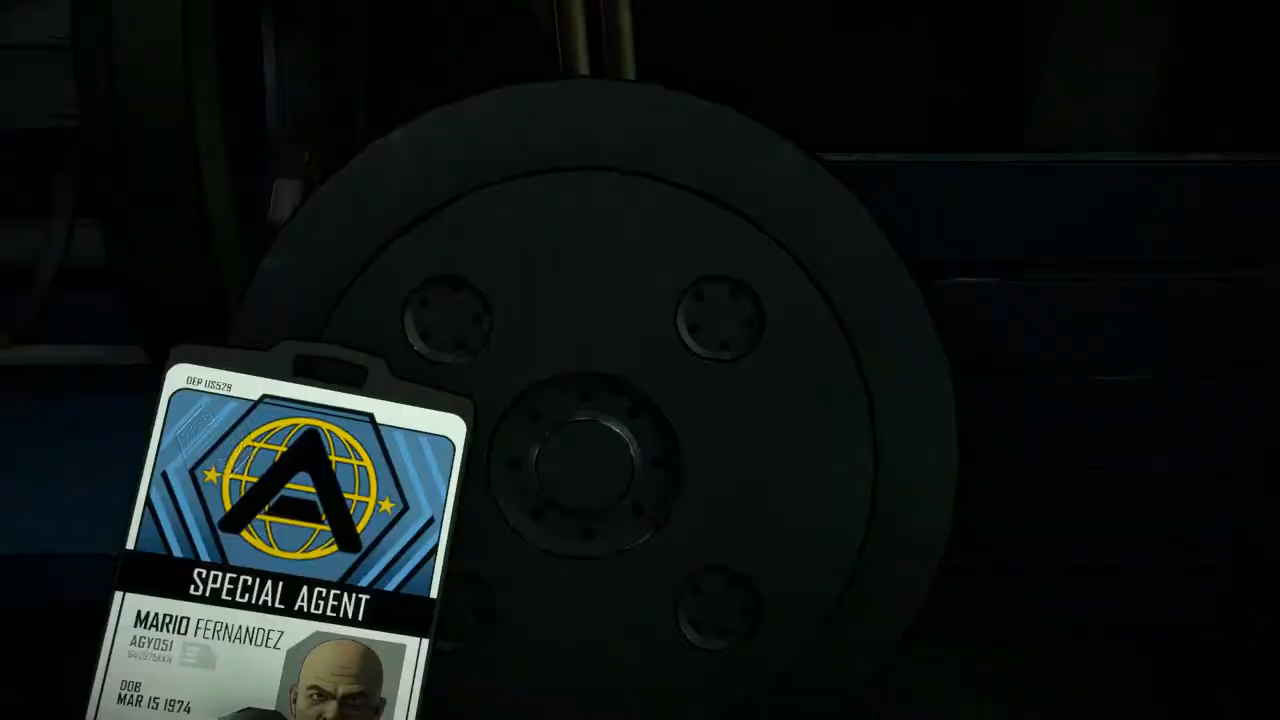 DEP US529
SPECIAL AGENT
MARIO FERNANDEZ
AGY051
DOB
MAR 15 1974